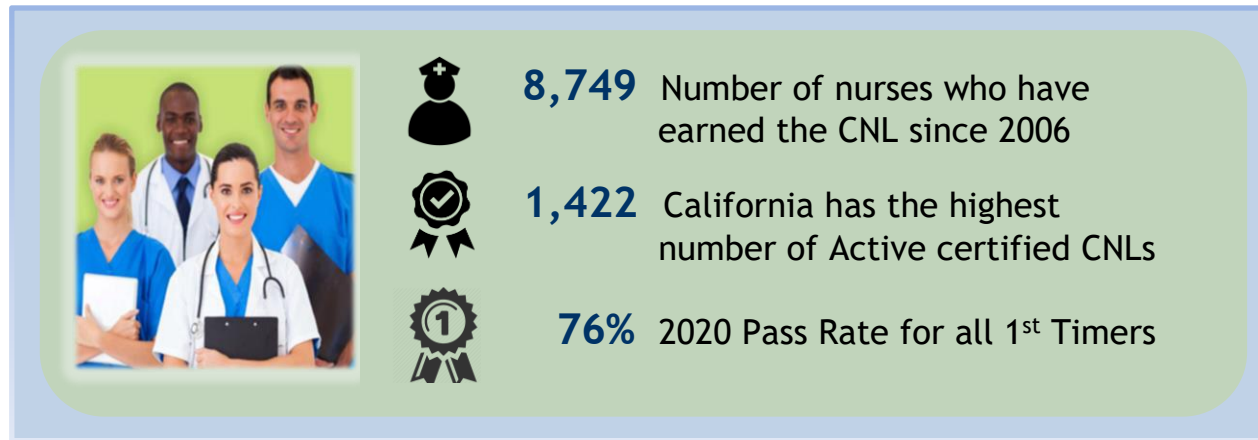 8,749 Number of nurses who have
earned the CNL since 2006
1,422 California has the highest
number of Active certified CNLs
1
76% 2020 Pass Rate for all 1st Timers